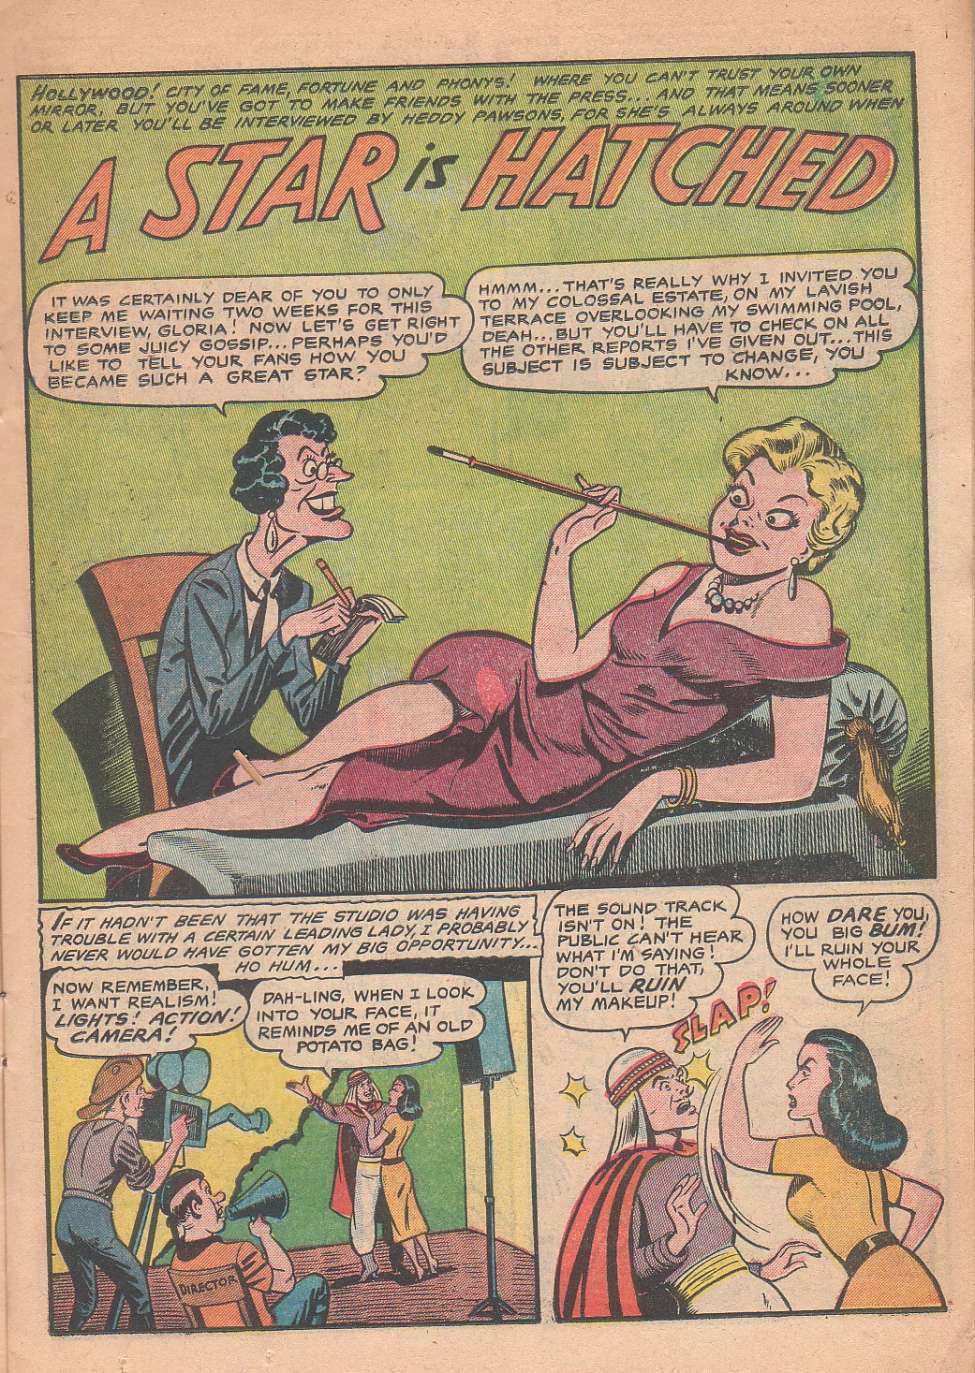 HOLLYWOOD! CITY OF FAME, FORTUNE AND PHONYS! WHERE YOU CAN'T TRUST YOUR OWN
MIRROR, BUT YOU'VE GOT TO MAKE FRIENDS WITH THE PRESS... AND THAT MEANS SOONER
OR LATER YOU'LL BE INTERVIEWED BY HEDDY PAWSONS, FOR SHE'S ALWAYS AROUND WHEN
A STAR is HATCHED
IT WAS CERTAINLY DEAR OF YOU TO ONLY
KEEP ME WAITING TWO WEEKS FOR THIS
INTERVIEW, GLORIA! NOW LET'S GET RIGHT
TO SOME JUICY GOSSIP... PERHAPS YOU'D
LIKE TO TELL YOUR FANS HOW YOU
BECAME SUCH A GREAT STAR?
HMMM... THAT'S REALLY WHY I INVITED YOU
TO MY COLOSSAL ESTATE, ON MY LAVISH
TERRACE OVERLOOKING MY SWIMMING POOL,
DEAH... BUT YOU'LL HAVE TO CHECK ON ALL
THE OTHER REPORTS I'VE GIVEN OUT... THIS
SUBJECT IS SUBJECT TO CHANGE, YOU
KNOW...
IF IT HADN'T BEEN THAT THE STUDIO WAS HAVING
TROUBLE WITH A CERTAIN LEADING LADY, I PROBABLY
NEVER WOULD HAVE GOTTEN MY BIG OPPORTUNITY...
HO HUM...
NOW REMEMBER,
I WANT REALISM!
LIGHTS! ACTION!
CAMERA!
DAH-LING, WHEN I LOOK
INTO YOUR FACE, IT
REMINDS ME OF AN OLD
POTATO BAG!
DIRECTOR
THE SOUND TRACK
ISN'T ON! THE
PUBLIC CAN'T HEAR
WHAT I'M SAYING!
DON'T DO THAT,
YOU'LL RUIN
MY MAKEUP!
SLAP!
HOW DARE YOU,
YOU BIG BUM!
I'LL RUIN YOUR
WHOLE
FACE!